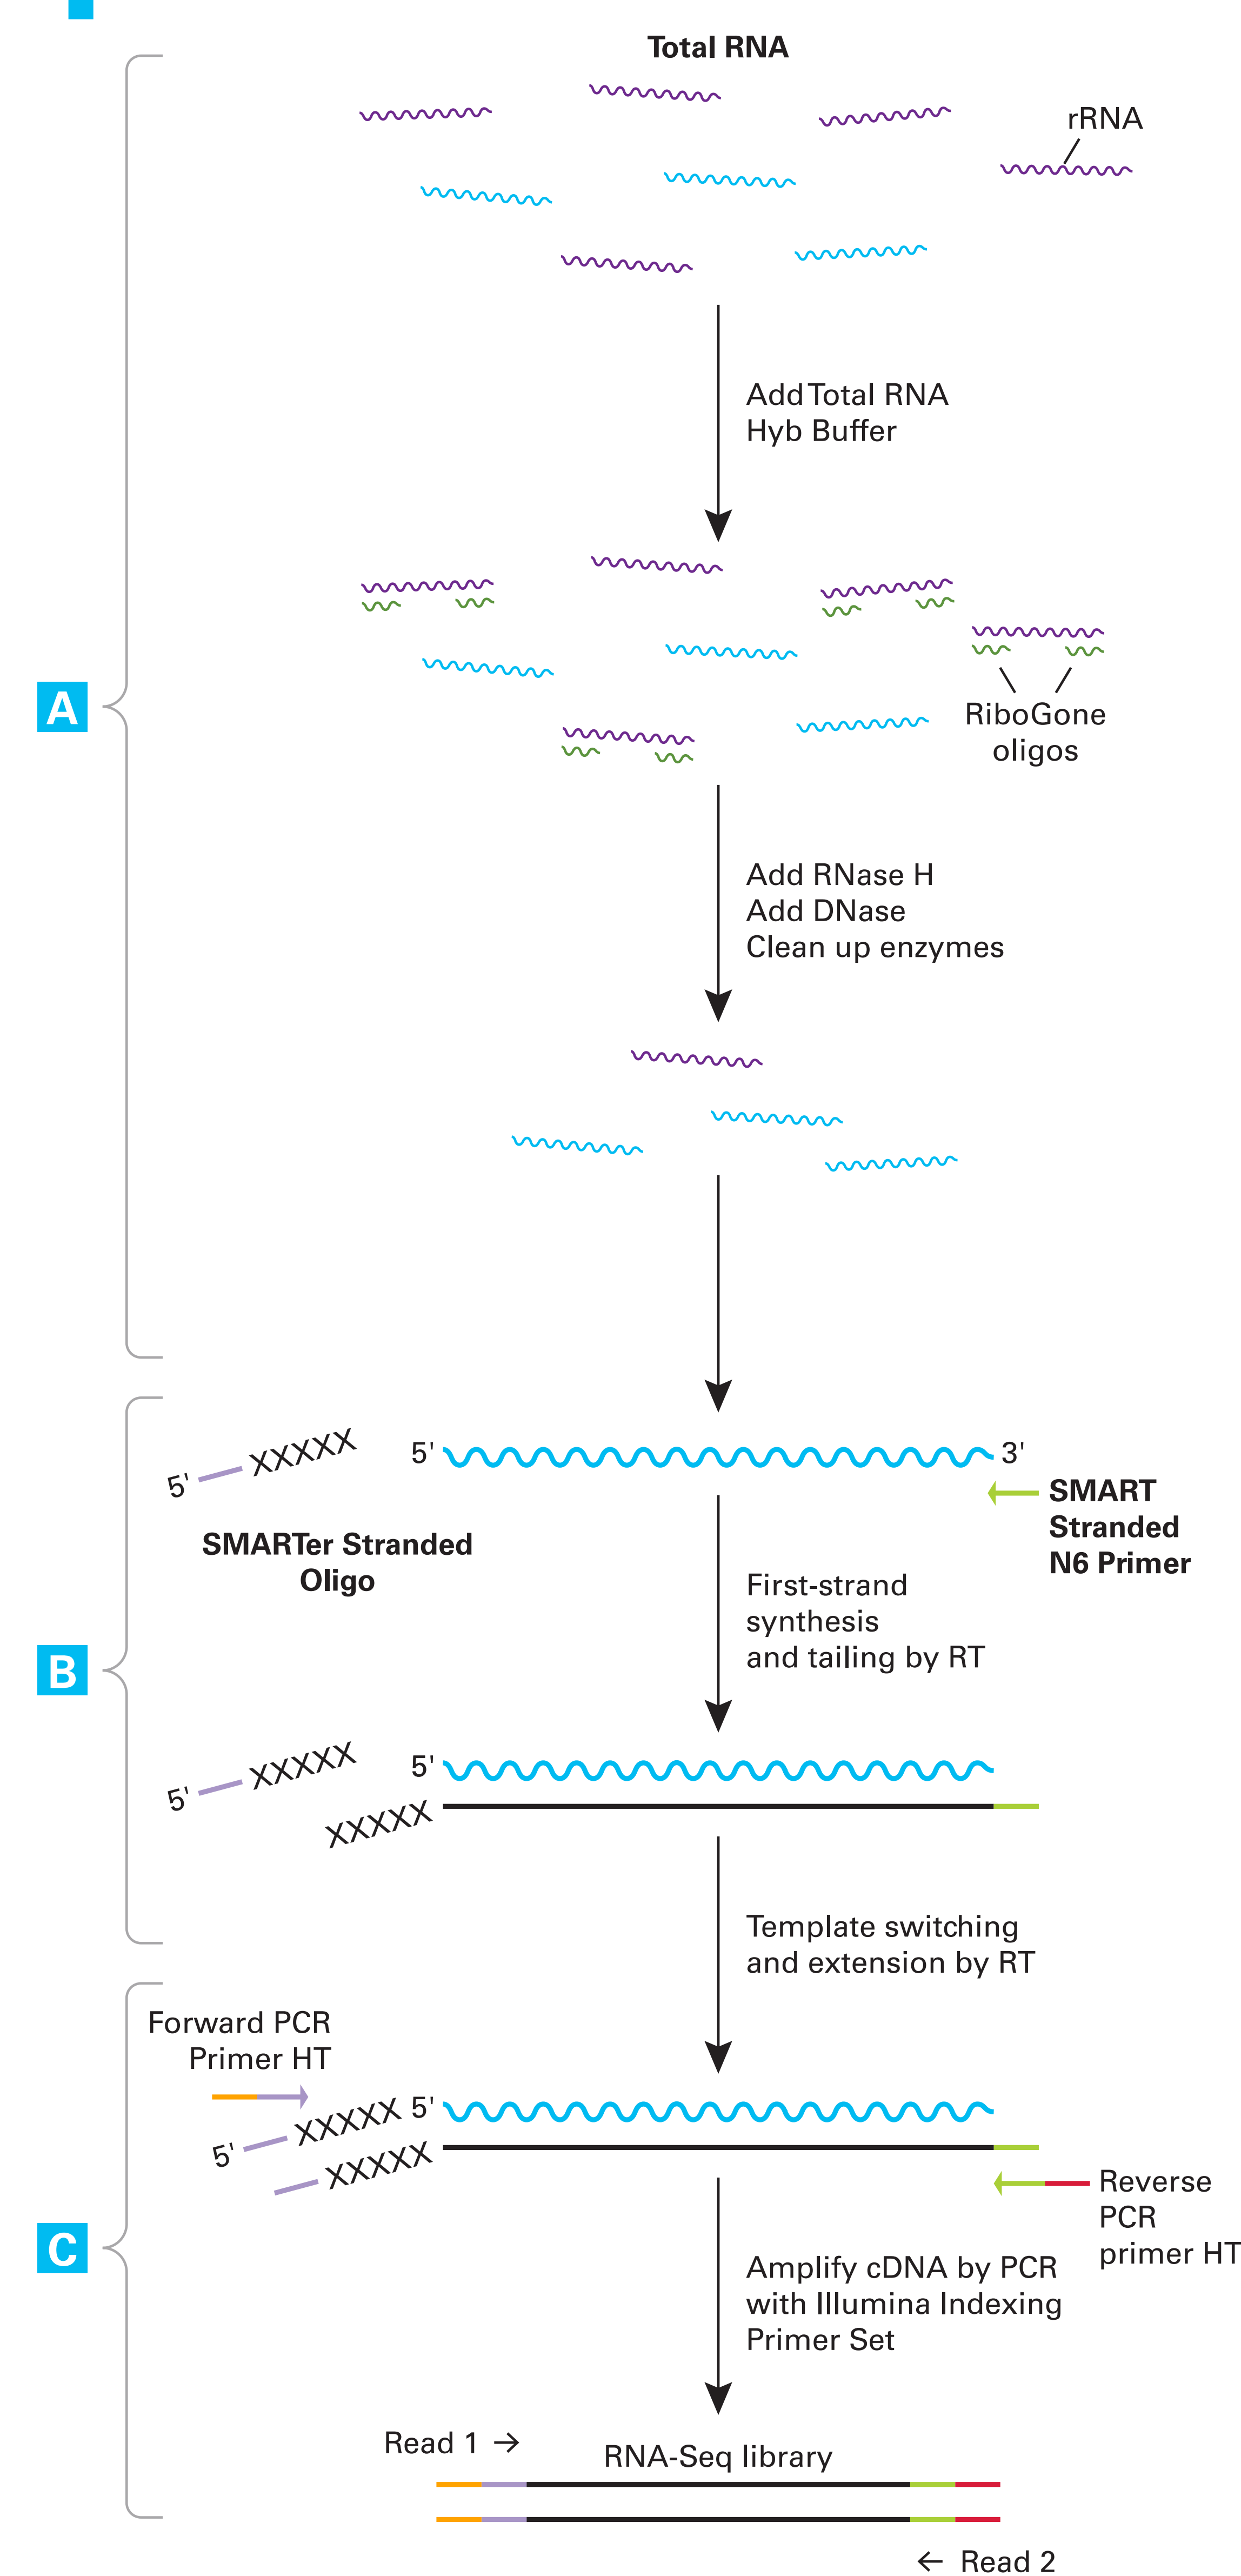 Total RNA
rRNA
Add Total RNA
Hyb Buffer
A
RiboGone
oligos
Add RNase H
Add DNase
Clean up enzymes
5' XXXXX
5'
3'
SMARTer Stranded
Oligo
SMART
Stranded
N6 Primer
First-strand
synthesis
and tailing by RT
B
5' XXXXX
5'
XXXXX
Template switching
and extension by RT
Forward PCR
Primer HT
5' XXXXX
5'
XXXXX
Reverse
PCR
primer HT
C
Amplify cDNA by PCR
with Illumina Indexing
Primer Set
Read 1 →
RNA-Seq library
← Read 2